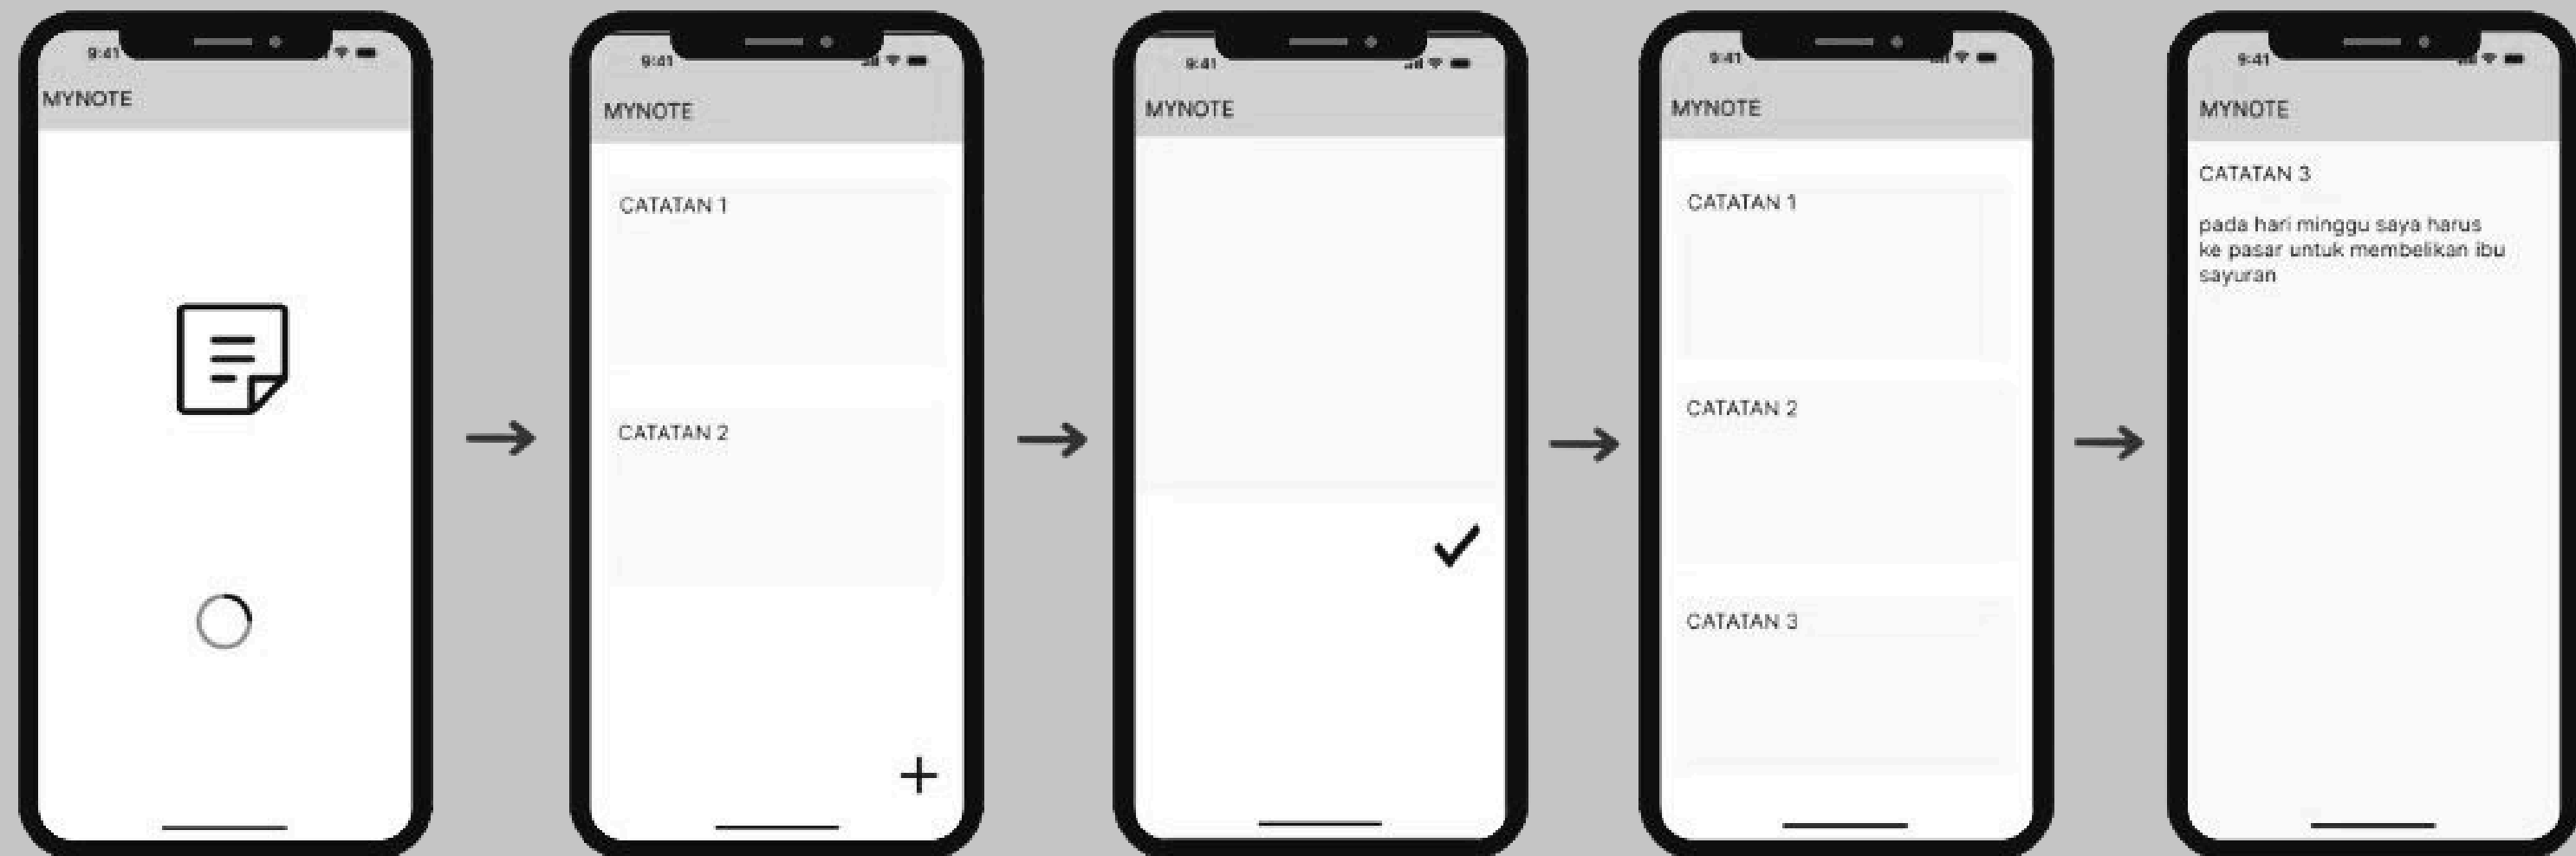 9:41
MYNOTE
9:41
MYNOTE
CATATAN 1
CATATAN 2
9:41
MYNOTE
9:41
MYNOTE
CATATAN 1
CATATAN 2
CATATAN 3
9:41
MYNOTE
CATATAN 3
pada hari minggu saya harus
ke pasar untuk membelikan ibu
sayuran